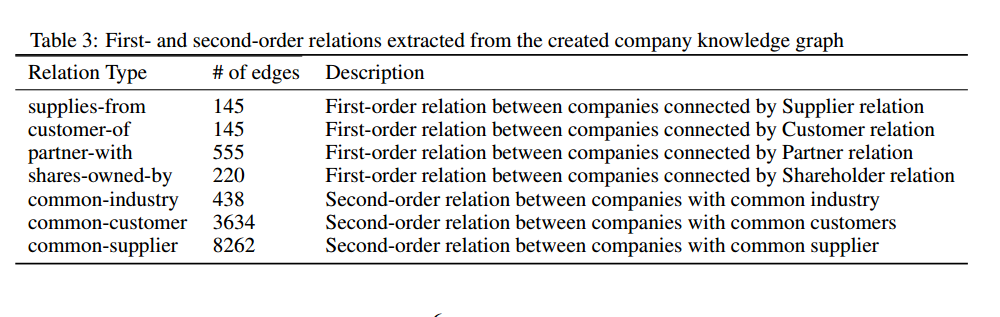 Table 3: First- and second-order relations extracted from the created company knowledge graph
Relation Type # of edges Description
supplies-from 145 First-order relation between companies connected by Supplier relation
customer-of 145 First-order relation between companies connected by Customer relation
partner-with 555 First-order relation between companies connected by Partner relation
shares-owned-by 220 First-order relation between companies connected by Shareholder relation
common-industry 438 Second-order relation between companies with common industry
common-customer 3634 Second-order relation between companies with common customers
common-supplier 8262 Second-order relation between companies with common supplier